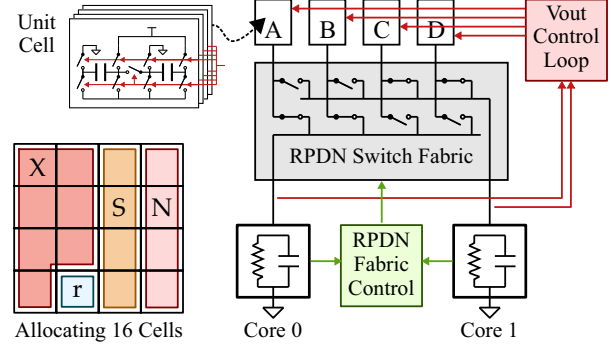 Unit
Cell
A
B
C
D
Vout
Control
Loop
RPDN Switch Fabric
X
S
N
r
RPDN
Fabric
Control
Allocating 16 Cells
Core 0
Core 1